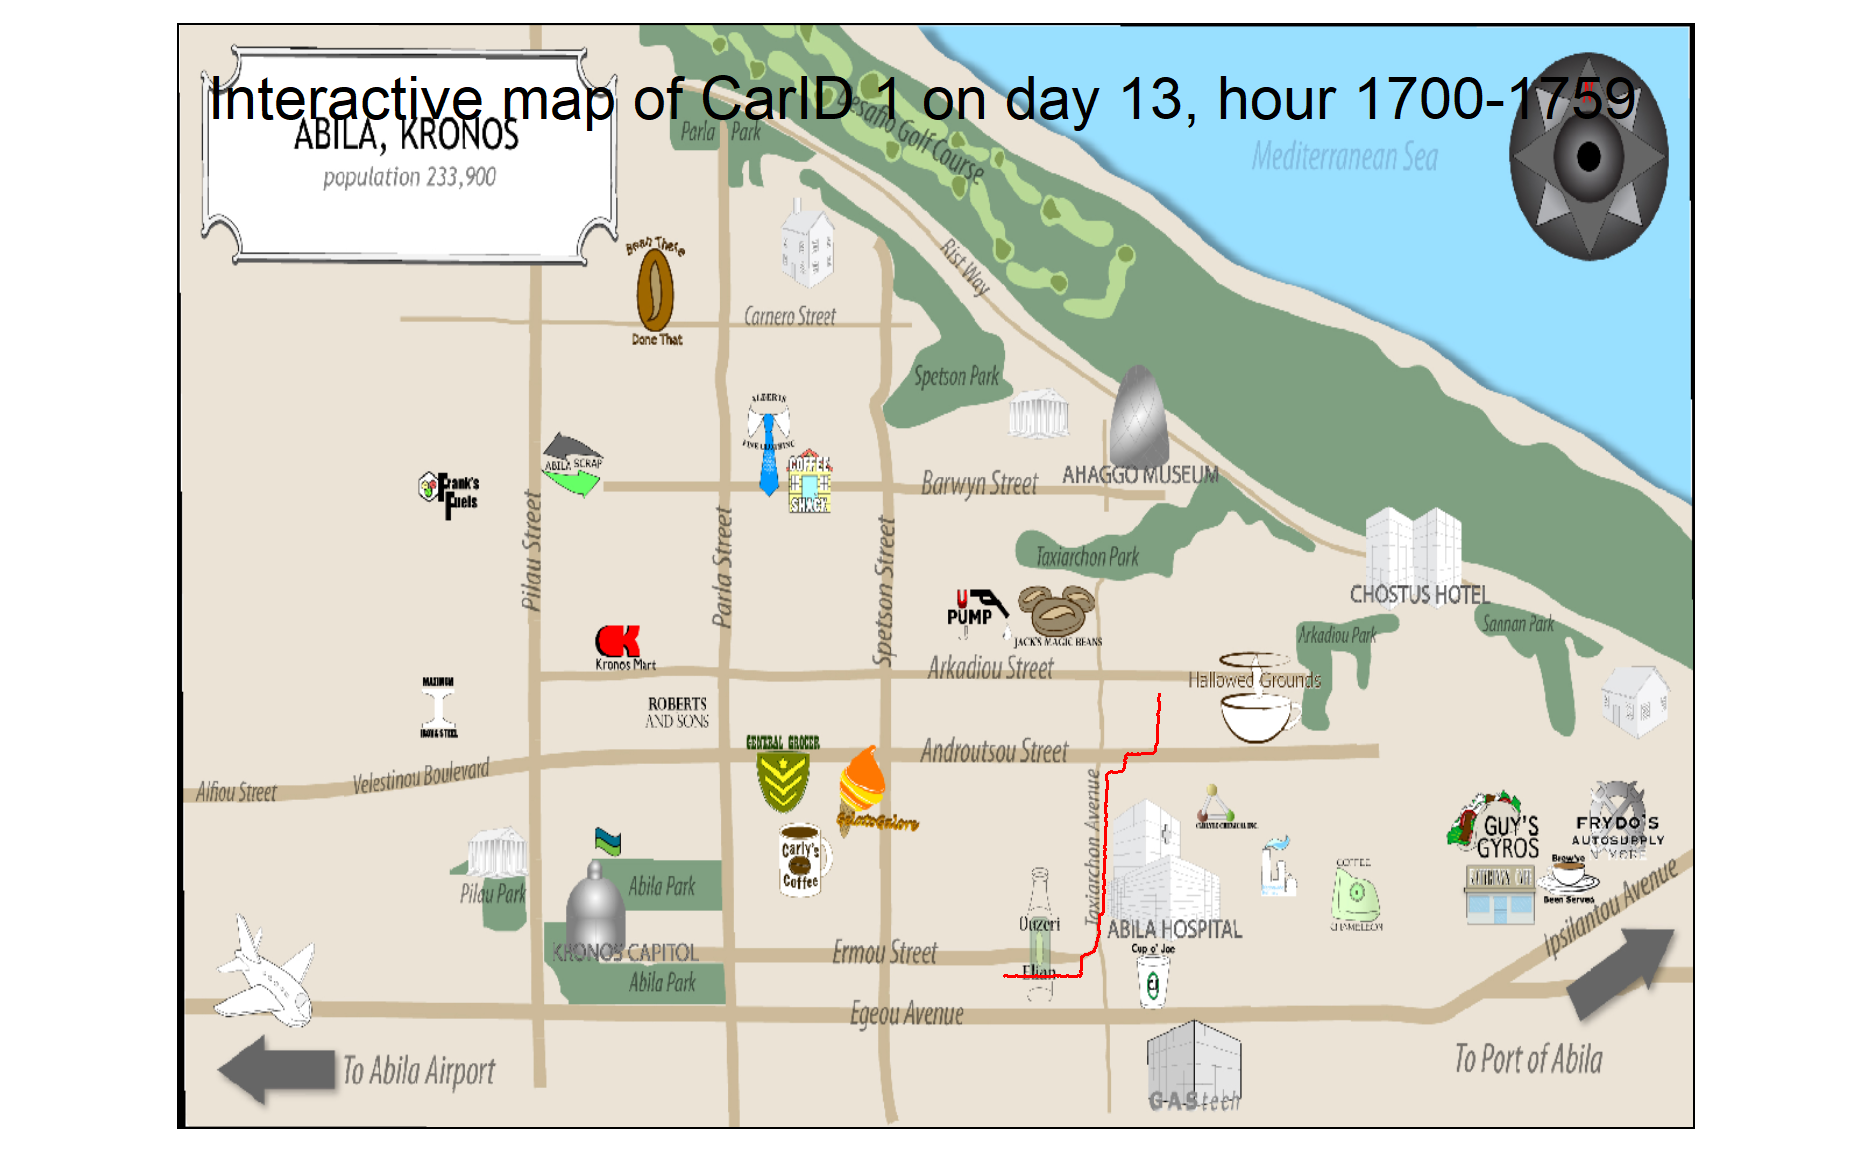 Interactive map of CarID 1 on day 13, hour 1700-1759
ABILA, KRONOS
population 233,900
N
Parla Park
Desafio Golf Course
Mediterranean Sea
Rist Way
Bean There
Done That
Carnero Street
Spetson Park
ALBERTS
FINE CLOTHING
COFFEE
SHACK
ABILA SCRAP
Frank's
Fuels
Barwyn Street
AHAGGO MUSEUM
Pilau Street
Parla Street
Spetson Street
Taxiarchon Park
CHOSTUS HOTEL
U
PUMP
JACK'S MAGIC BEANS
Arkadiou Park
Sannan Park
Kronos Mart
Arkadiou Street
Hallowed Grounds
MAXIMUM
IRON & STEEL
ROBERTS
AND SONS
GENERAL GROCER
Androutsou Street
Velestinou Boulevard
Alfiou Street
Taxiarchon Avenue
Gelato Galore
CARLYLE CHEMICAL INC.
GUY'S
GYROS
FRYDO'S
AUTOSUPPLY
N' MORE
Carly's
Coffee
COFFEE
CHAMELEON
Brew've
Been Served
Pilau Park
Abila Park
Ouzeri
Elian
ABILA HOSPITAL
Ipsilantou Avenue
KRONOS CAPITOL
Ermou Street
Cup o' Joe
Abila Park
Egeou Avenue
To Abila Airport
To Port of Abila
GAStech